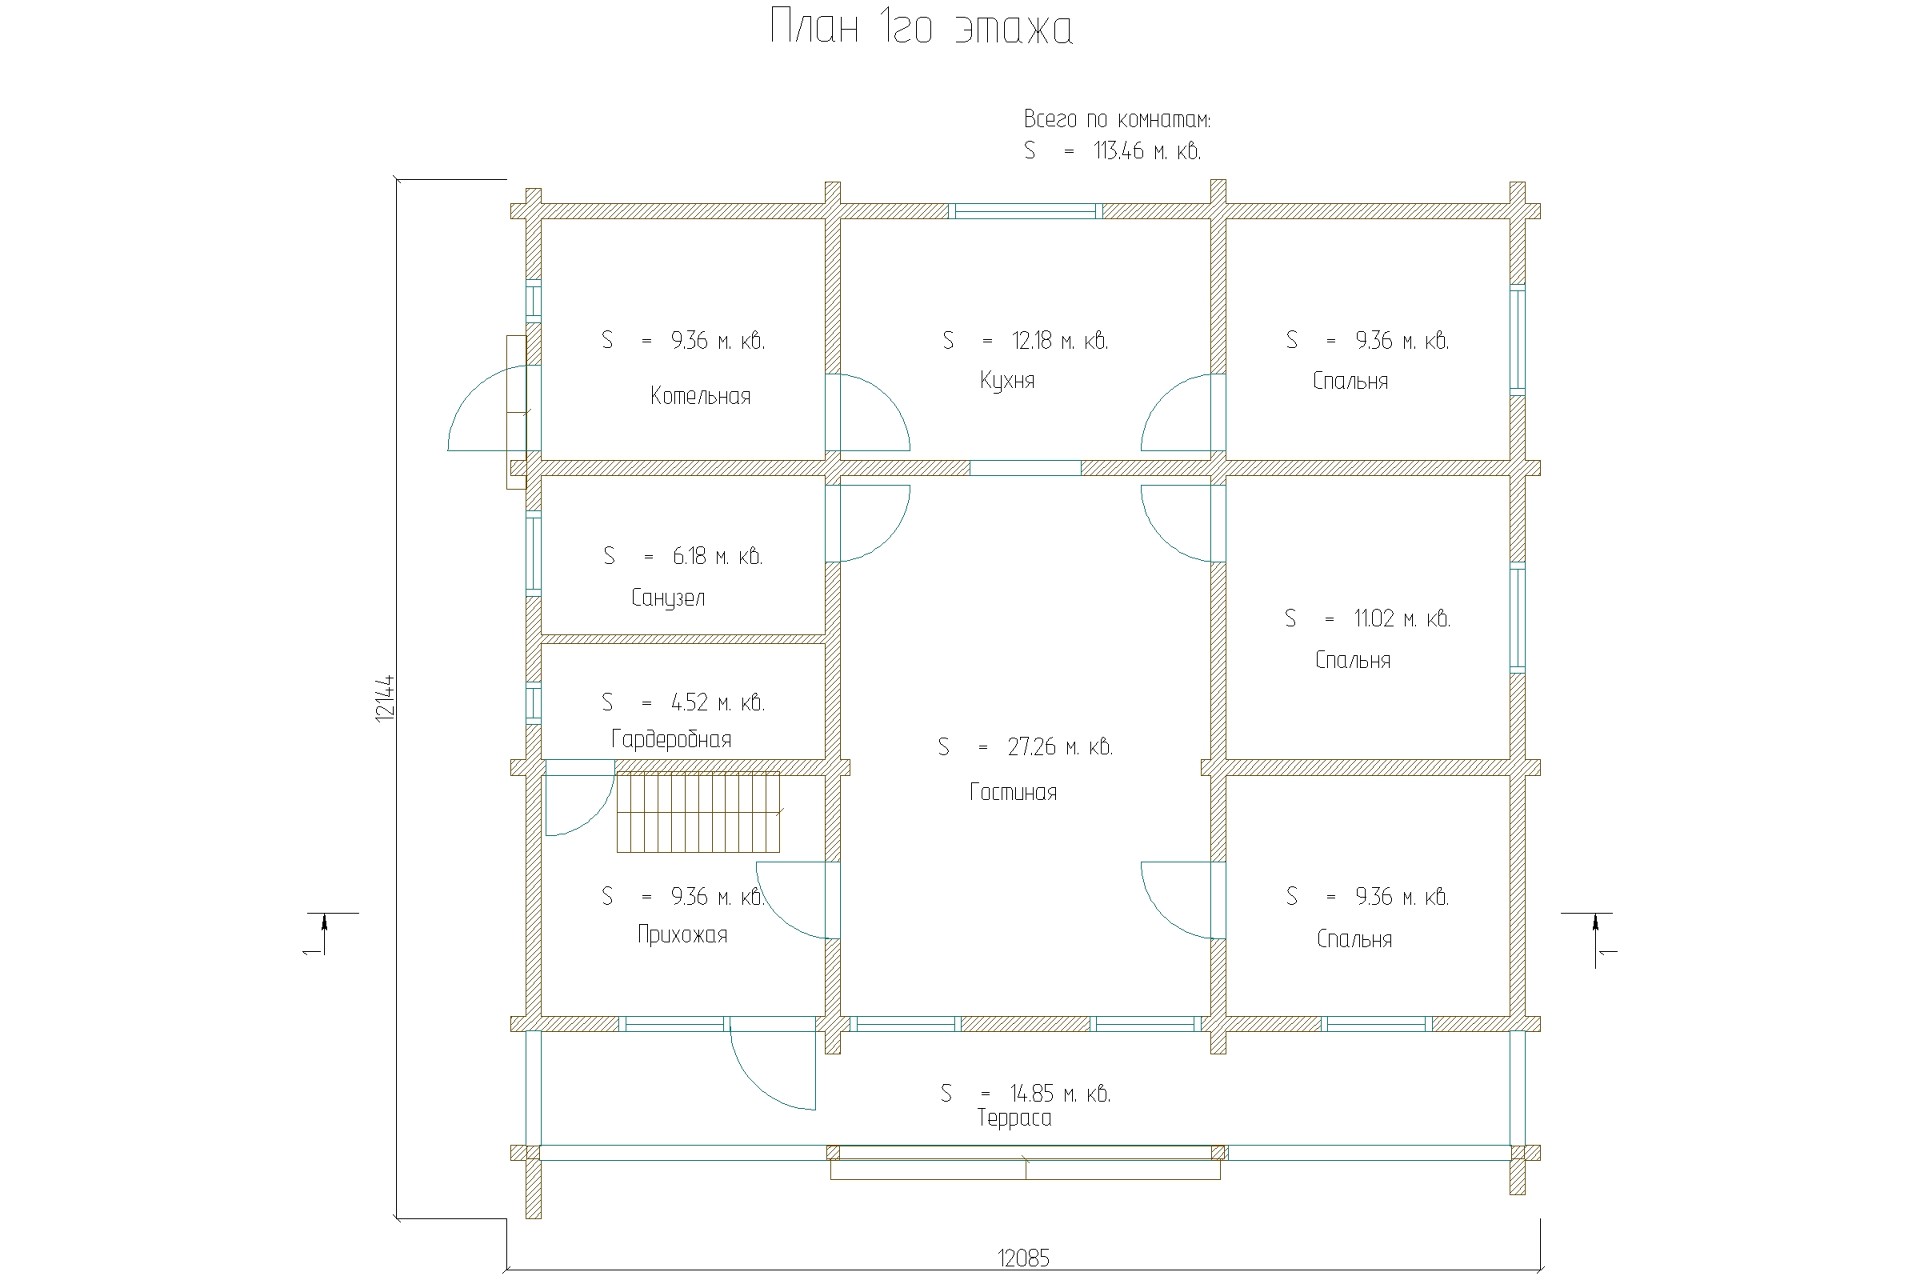 План 1го этажа
Всего по комнатам:
S = 113.46 м. кв.
S = 9.36 м. кв.
Котельная
S = 12.18 м. кв.
Кухня
S = 9.36 м. кв.
Спальня
S = 6.18 м. кв.
Санузел
S = 11.02 м. кв.
Спальня
S = 4.52 м. кв.
Гардеробная
S = 27.26 м. кв.
Гостиная
S = 9.36 м. кв.
Прихожая
S = 9.36 м. кв.
Спальня
S = 14.85 м. кв.
Терраса
12144
12085
1
1